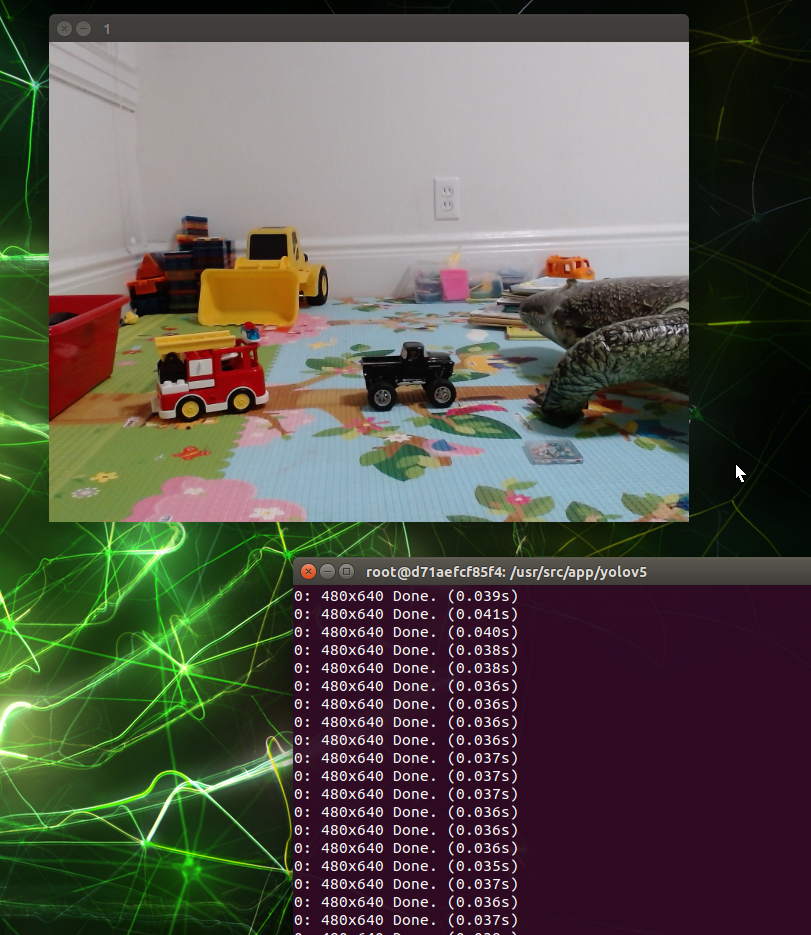 1
root@d71aefcf85f4: /usr/src/app/yolov5
0: 480x640 Done. (0.039s)
0: 480x640 Done. (0.041s)
0: 480x640 Done. (0.040s)
0: 480x640 Done. (0.038s)
0: 480x640 Done. (0.038s)
0: 480x640 Done. (0.036s)
0: 480x640 Done. (0.036s)
0: 480x640 Done. (0.036s)
0: 480x640 Done. (0.036s)
0: 480x640 Done. (0.037s)
0: 480x640 Done. (0.037s)
0: 480x640 Done. (0.037s)
0: 480x640 Done. (0.036s)
0: 480x640 Done. (0.036s)
0: 480x640 Done. (0.036s)
0: 480x640 Done. (0.035s)
0: 480x640 Done. (0.037s)
0: 480x640 Done. (0.036s)
0: 480x640 Done. (0.037s)